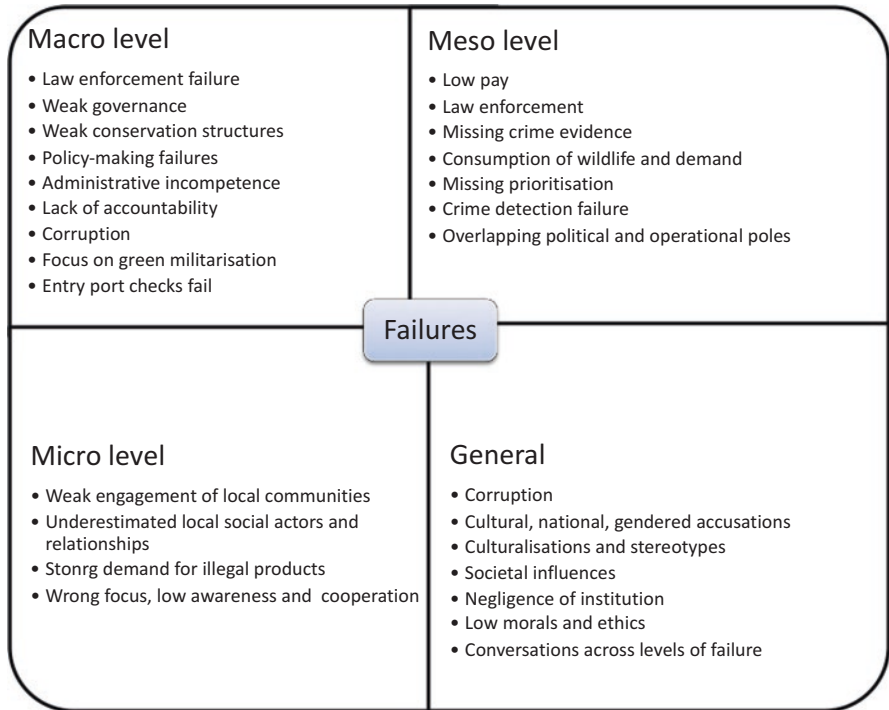 Macro level
• Law enforcement failure
• Weak governance
• Weak conservation structures
• Policy-making failures
• Administrative incompetence
• Lack of accountability
• Corruption
• Focus on green militarisation
• Entry port checks fail
Meso level
• Low pay
• Law enforcement
• Missing crime evidence
• Consumption of wildlife and demand
• Missing prioritisation
• Crime detection failure
• Overlapping political and operational poles
Failures
Micro level
• Weak engagement of local communities
• Underestimated local social actors and
relationships
• Stonrg demand for illegal products
• Wrong focus, low awareness and cooperation
General
• Corruption
• Cultural, national, gendered accusations
• Culturalisations and stereotypes
• Societal influences
• Negligence of institution
• Low morals and ethics
• Conversations across levels of failure